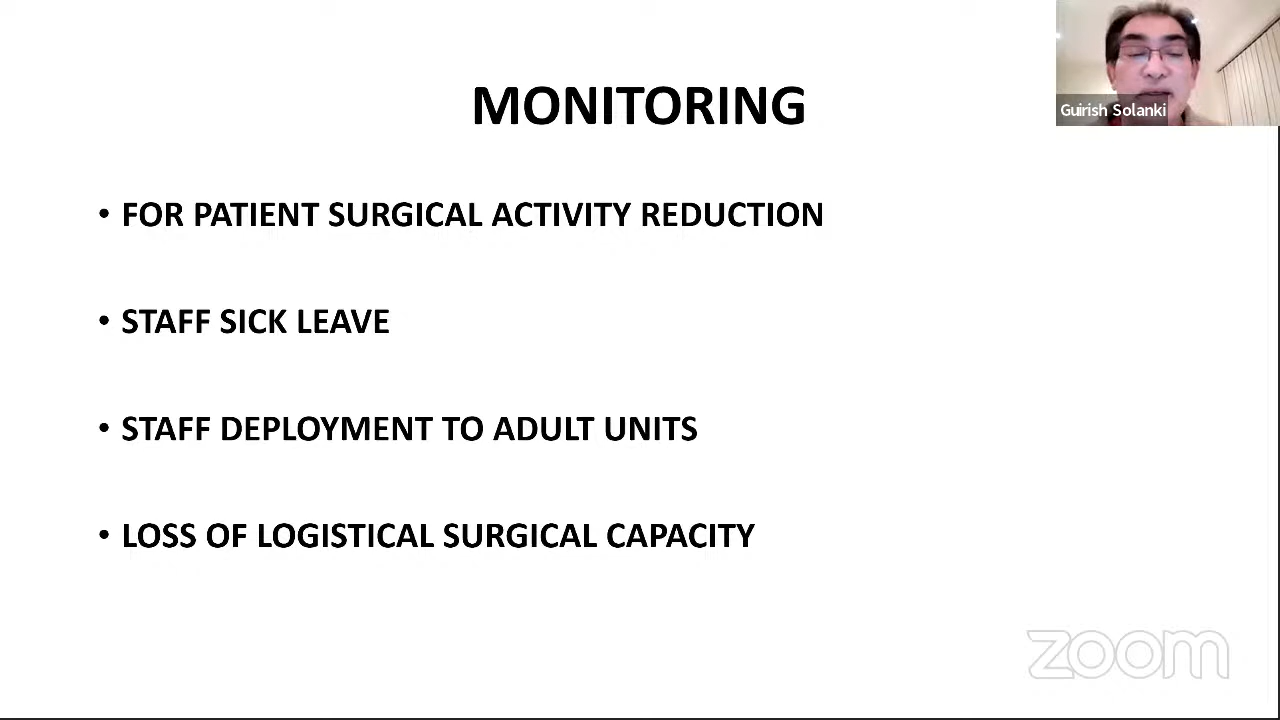 MONITORING
Guirish Solanki
• FOR PATIENT SURGICAL ACTIVITY REDUCTION
• STAFF SICK LEAVE
• STAFF DEPLOYMENT TO ADULT UNITS
• LOSS OF LOGISTICAL SURGICAL CAPACITY
zoom